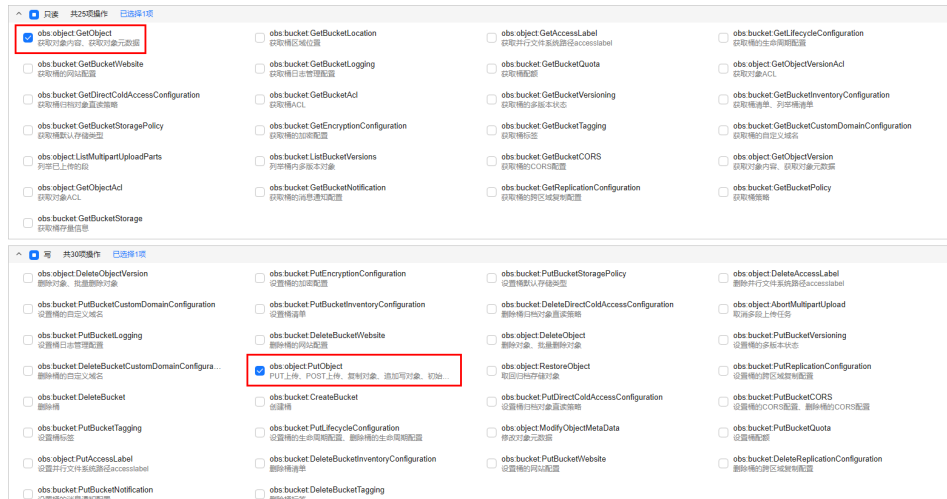 只读 共25项操作 已选择1项
obs:object:GetObject
获取对象内容、获取对象元数据
obs:bucket:GetBucketLocation
获取桶区域位置
obs:object:GetAccessLabel
获取并行文件系统路径accesslabel
obs:bucket:GetLifecycleConfiguration
获取桶的生命周期配置
obs:bucket:GetBucketWebsite
获取桶的网站配置
obs:bucket:GetBucketLogging
获取桶日志管理配置
obs:bucket:GetBucketQuota
获取桶配额
obs:object:GetObjectVersionAcl
获取对象ACL
obs:bucket:GetDirectColdAccessConfiguration
获取桶归档对象直读策略
obs:bucket:GetBucketAcl
获取桶ACL
obs:bucket:GetBucketVersioning
获取桶的多版本状态
obs:bucket:GetBucketInventoryConfiguration
获取桶清单、列举桶清单
obs:bucket:GetBucketStoragePolicy
获取桶默认存储类型
obs:bucket:GetEncryptionConfiguration
获取桶的加密配置
obs:bucket:GetBucketTagging
获取桶标签
obs:bucket:GetBucketCustomDomainConfiguration
获取桶的自定义域名
obs:object:ListMultipartUploadParts
列举已上传的段
obs:bucket:ListBucketVersions
列举桶内多版本对象
obs:bucket:GetBucketCORS
获取桶的CORS配置
obs:object:GetObjectVersion
获取对象内容、获取对象元数据
obs:object:GetObjectAcl
获取对象ACL
obs:bucket:GetBucketNotification
获取桶的消息通知配置
obs:bucket:GetReplicationConfiguration
获取桶的跨区域复制配置
obs:bucket:GetBucketPolicy
获取桶策略
obs:bucket:GetBucketStorage
获取桶存量信息
写 共30项操作 已选择1项
obs:object:DeleteObjectVersion
删除对象、批量删除对象
obs:bucket:PutEncryptionConfiguration
设置桶的加密配置
obs:bucket:PutBucketStoragePolicy
设置桶默认存储类型
obs:object:DeleteAccessLabel
删除并行文件系统路径accesslabel
obs:bucket:PutBucketCustomDomainConfiguration
设置桶的自定义域名
obs:bucket:PutBucketInventoryConfiguration
设置桶清单
obs:bucket:DeleteDirectColdAccessConfiguration
删除桶归档对象直读策略
obs:object:AbortMultipartUpload
取消多段上传任务
obs:bucket:PutBucketLogging
设置桶日志管理配置
obs:bucket:DeleteBucketWebsite
删除桶的网站配置
obs:object:DeleteObject
删除对象、批量删除对象
obs:bucket:PutBucketVersioning
设置桶的多版本状态
obs:bucket:DeleteBucketCustomDomainConfigura...
删除桶的自定义域名
obs:object:PutObject
PUT上传、POST上传、复制对象、追加写对象、初始...
obs:object:RestoreObject
取回归档存储对象
obs:bucket:PutReplicationConfiguration
设置桶的跨区域复制配置
obs:bucket:DeleteBucket
删除桶
obs:bucket:CreateBucket
创建桶
obs:bucket:PutDirectColdAccessConfiguration
设置桶归档对象直读策略
obs:bucket:PutBucketCORS
设置桶的CORS配置、删除桶的CORS配置
obs:bucket:PutBucketTagging
设置桶标签
obs:bucket:PutLifecycleConfiguration
设置桶的生命周期配置、删除桶的生命周期配置
obs:object:ModifyObjectMetaData
修改对象元数据
obs:bucket:PutBucketQuota
设置桶配额
obs:object:PutAccessLabel
设置并行文件系统路径accesslabel
obs:bucket:DeleteBucketInventoryConfiguration
删除桶清单
obs:bucket:PutBucketWebsite
设置桶的网站配置
obs:bucket:DeleteReplicationConfiguration
删除桶的跨区域复制配置
obs:bucket:PutBucketNotification
设置桶的消息通知配置
obs:bucket:DeleteBucketTagging
删除桶标签